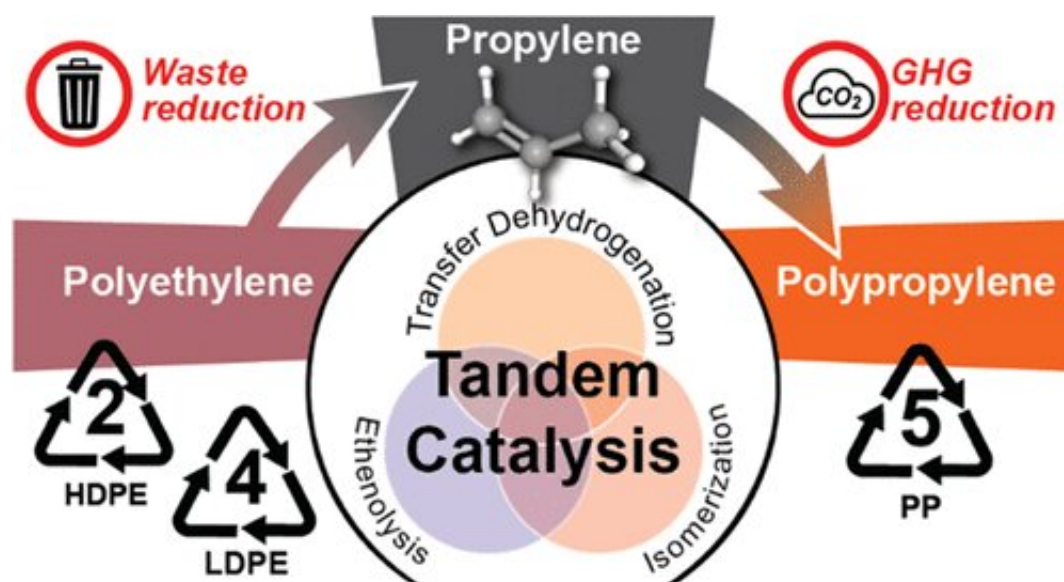 Waste
reduction
Propylene
CO₂
GHG
reduction
Polyethylene
Transfer Dehydrogenation
Polypropylene
Tandem
Catalysis
Ethenolysis
Isomerization
2
HDPE
4
LDPE
5
PP